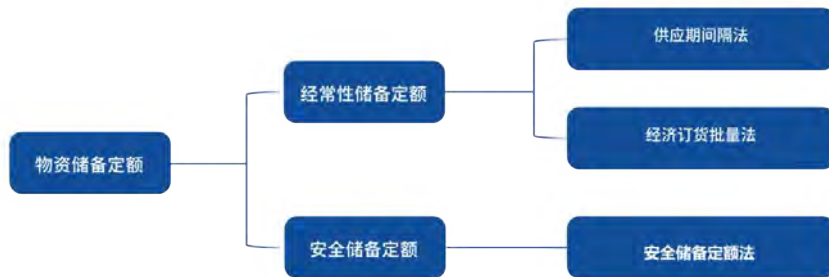 物资储备定额
经常性储备定额
供应期间隔法
经济订货批量法
安全储备定额
安全储备定额法